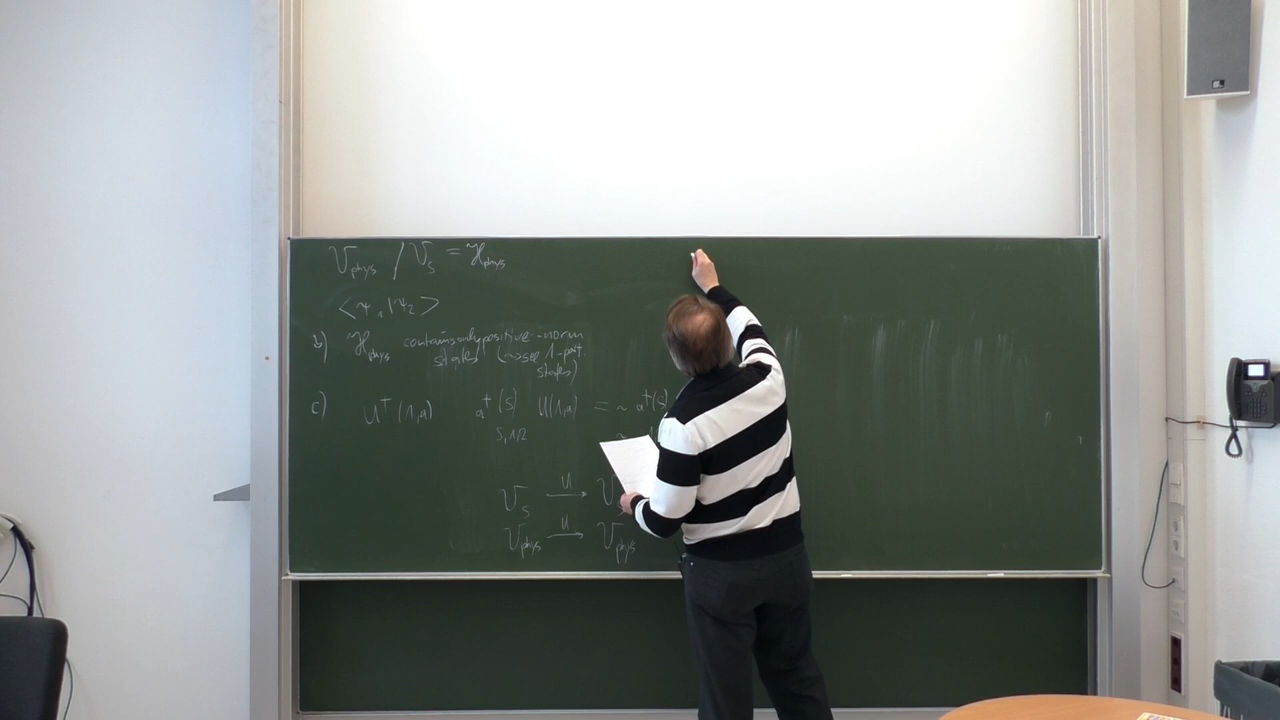 𝒱_phys / 𝒱_s = ℋ_phys
<ψ_1|ψ_2>
b) ℋ_phys contains only positive-norm
states (⇝ see 1-part.
states)
c) U†(Λ,a) a†(s) U(Λ,a) = ~ a†(s)
s, 1/2
𝒱_s →^U 𝒱
𝒱_phys →^U 𝒱_phys